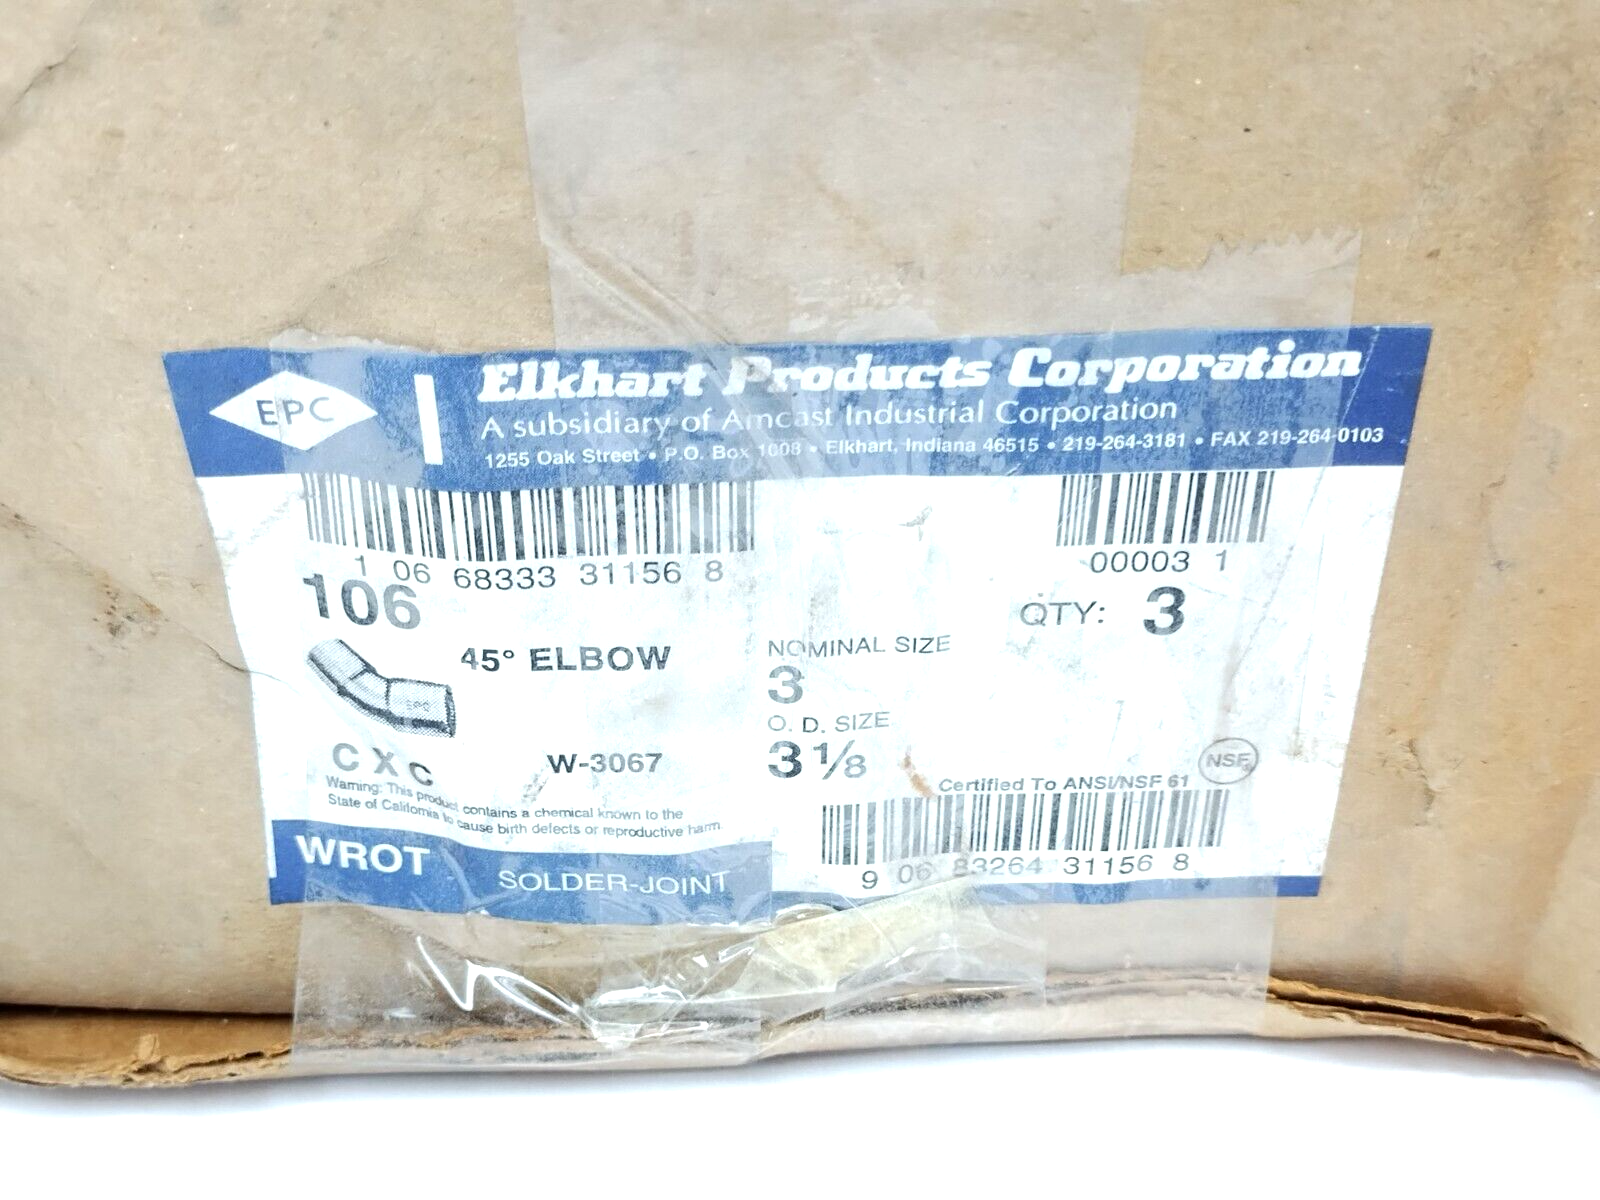 EPC
Elkhart Products Corporation
A subsidiary of Amcast Industrial Corporation
1255 Oak Street • P.O. Box 1008 • Elkhart, Indiana 46515 • 219-264-3181 • FAX 219-264-0103
1 06 68333 31156 8
00003 1
106
QTY: 3
45° ELBOW
NOMINAL SIZE
3
O. D. SIZE
3 1/8
EPC
C X C
W-3067
NSF
Certified To ANSI/NSF 61
Warning: This product contains a chemical known to the
State of California to cause birth defects or reproductive harm.
9 06 83264 31156 8
WROT
SOLDER-JOINT